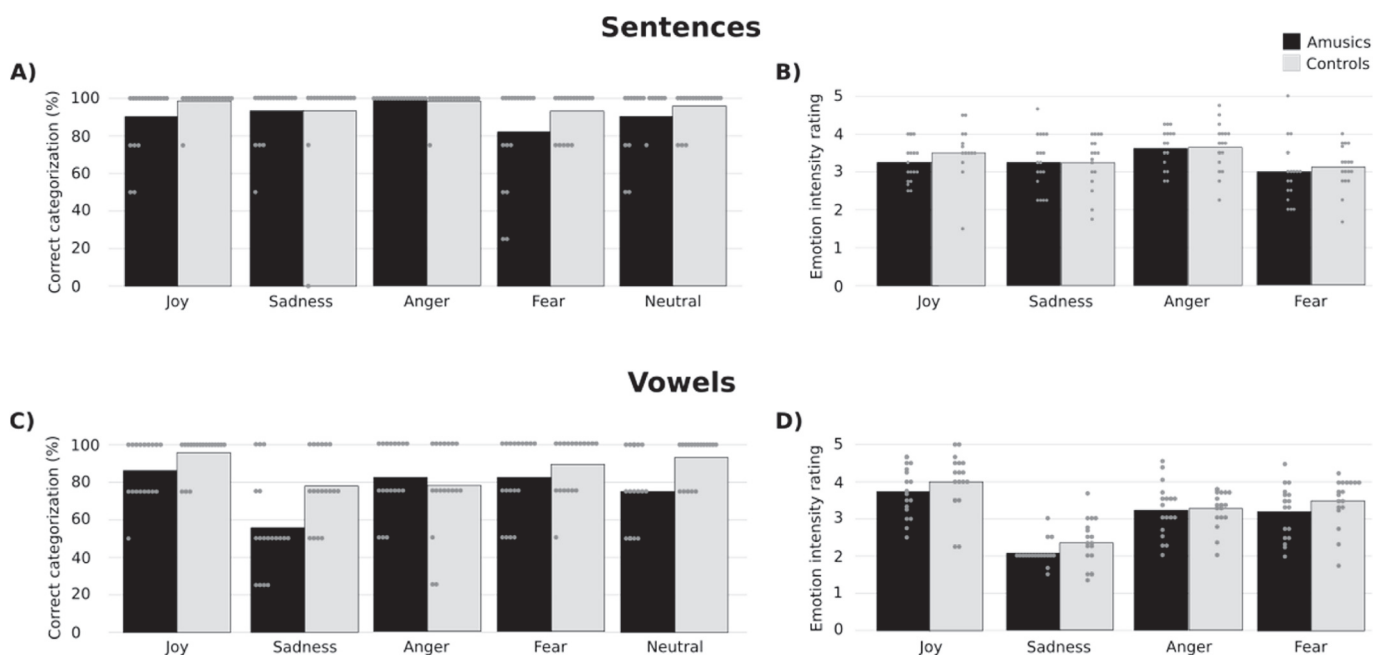 Sentences
Amusics
Controls
A)
Correct categorization (%)
100
80
60
40
20
0
Joy Sadness Anger Fear Neutral
B)
Emotion intensity rating
5
4
3
2
1
0
Joy Sadness Anger Fear
Vowels
C)
Correct categorization (%)
100
80
60
40
20
0
Joy Sadness Anger Fear Neutral
D)
Emotion intensity rating
5
4
3
2
1
0
Joy Sadness Anger Fear